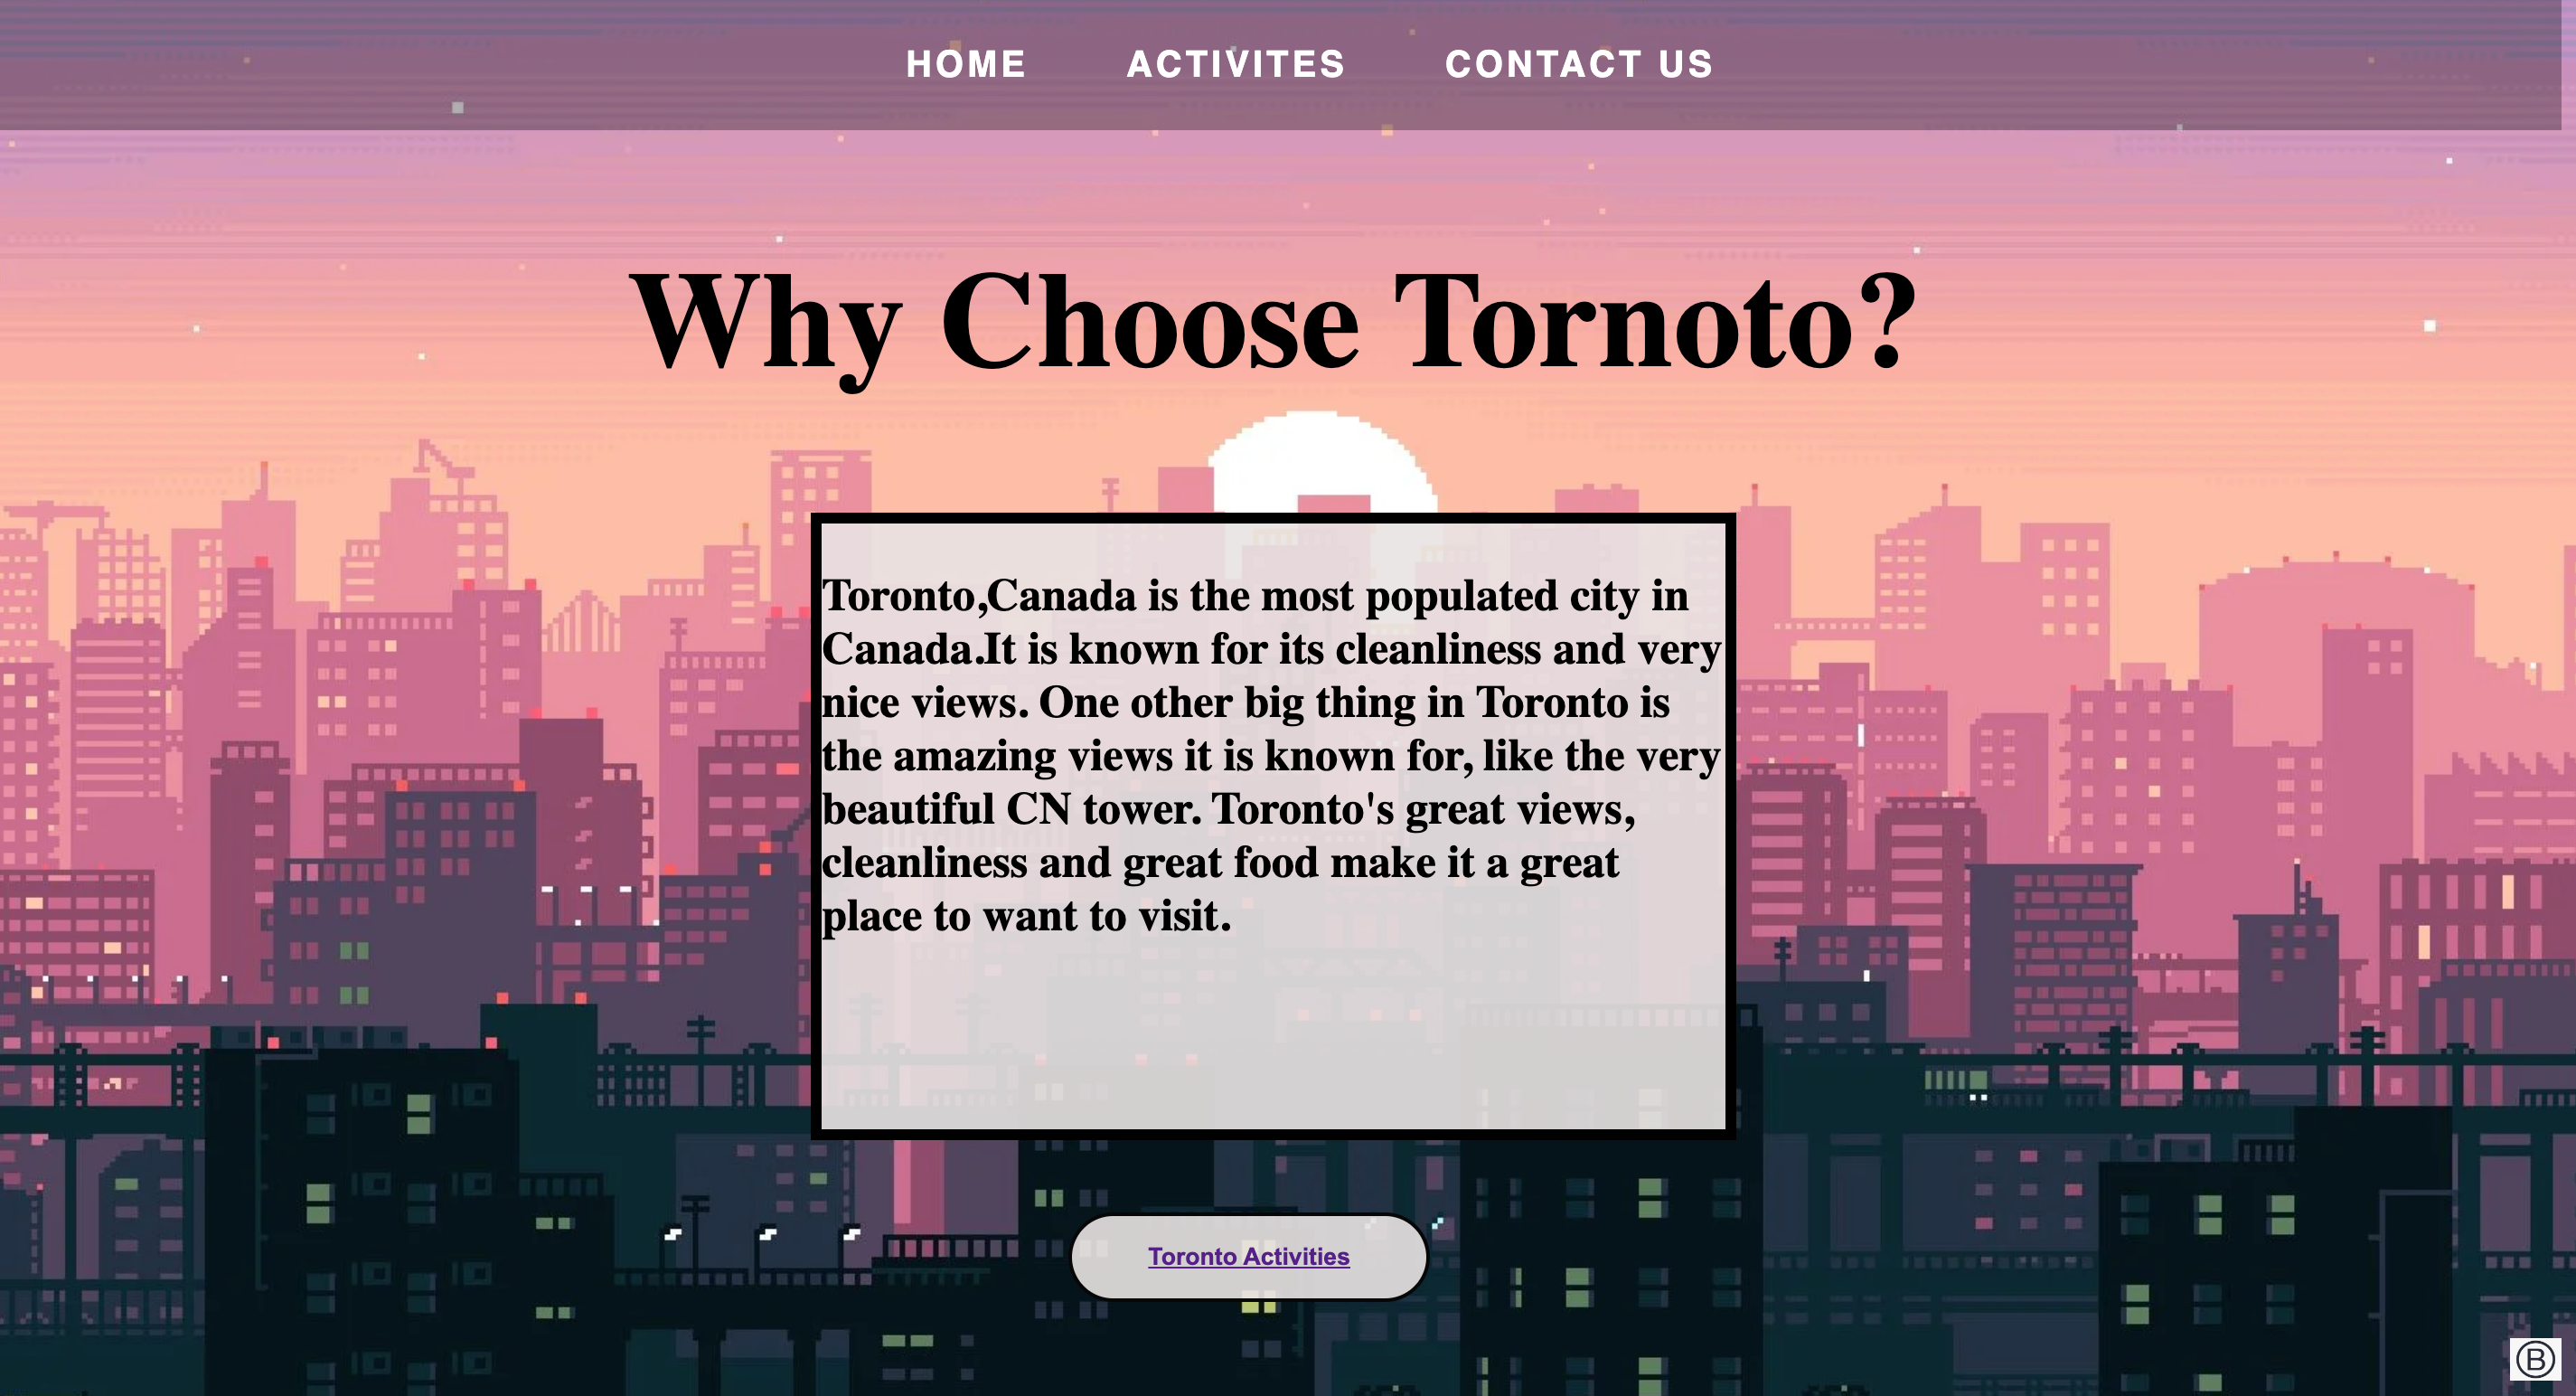 HOME ACTIVITES CONTACT US
Why Choose Tornoto?
Toronto,Canada is the most populated city in
Canada.It is known for its cleanliness and very
nice views. One other big thing in Toronto is
the amazing views it is known for, like the very
beautiful CN tower. Toronto's great views,
cleanliness and great food make it a great
place to want to visit.
Toronto Activities
B